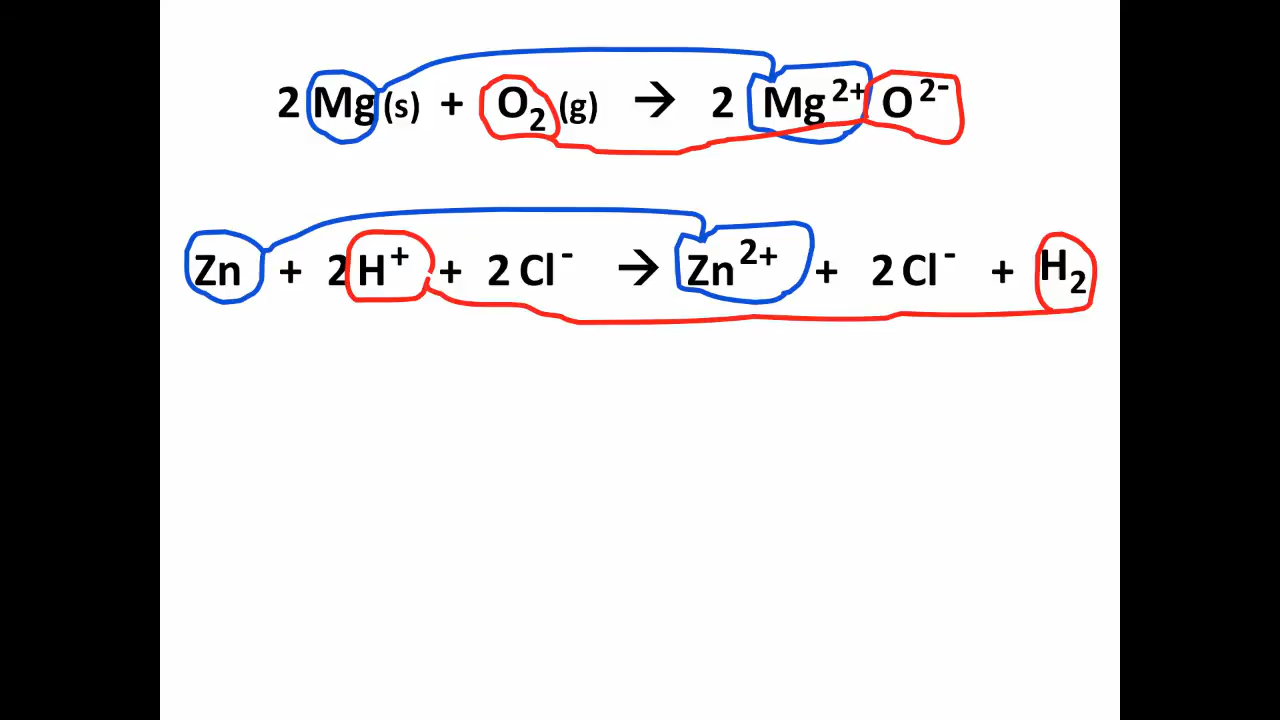 2 Mg(s) + O₂(g) → 2 Mg²⁺ O²⁻
Zn + 2 H⁺ + 2 Cl⁻ → Zn²⁺ + 2 Cl⁻ + H₂